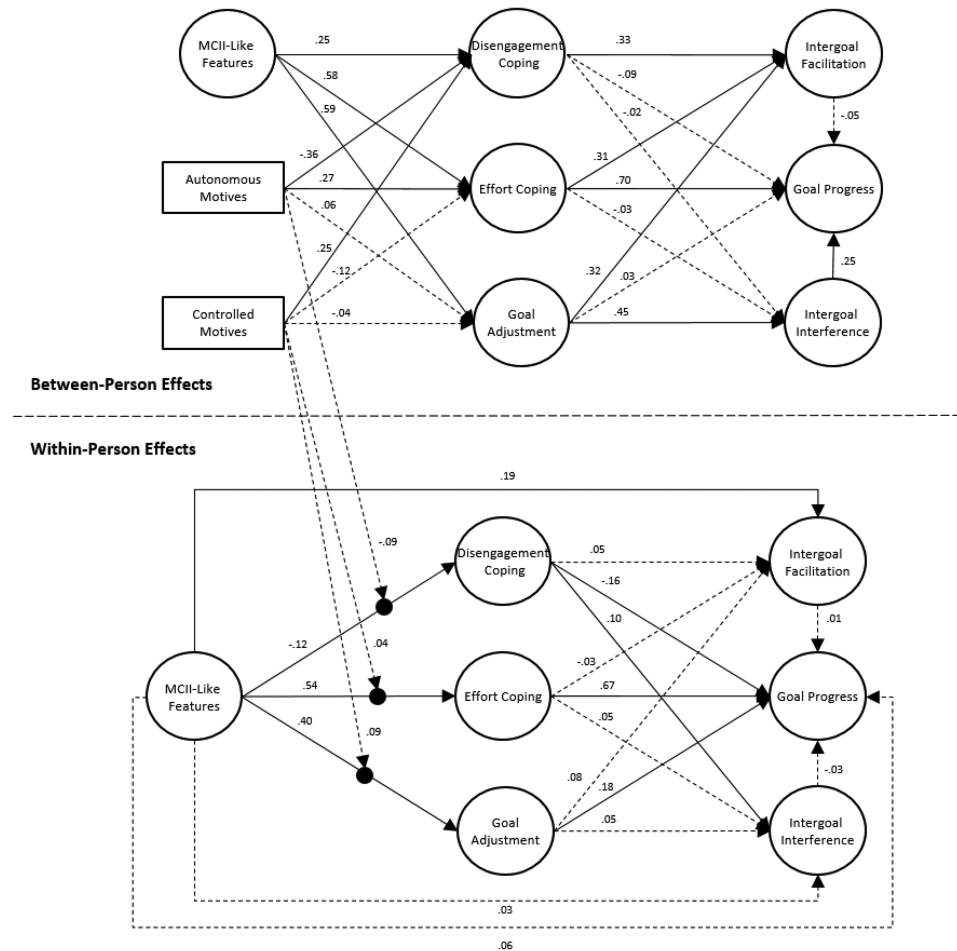 MCII-Like
Features
Disengagement
Coping
Intergoal
Facilitation
.25
.58
.59
.33
-.09
-.02
-.05
Autonomous
Motives
Effort Coping
Goal Progress
-.36
.27
.06
.31
.70
-.03
Controlled
Motives
Goal
Adjustment
Intergoal
Interference
.25
-.12
-.04
.32
.03
.45
.25
Between-Person Effects
Within-Person Effects
.19
Disengagement
Coping
Intergoal
Facilitation
-.09
.05
-.16
.10
.01
MCII-Like
Features
Effort Coping
Goal Progress
-.12
.54
.40
.04
.09
-.03
.67
.05
Goal
Adjustment
Intergoal
Interference
.08
.18
.05
-.03
.03
.06